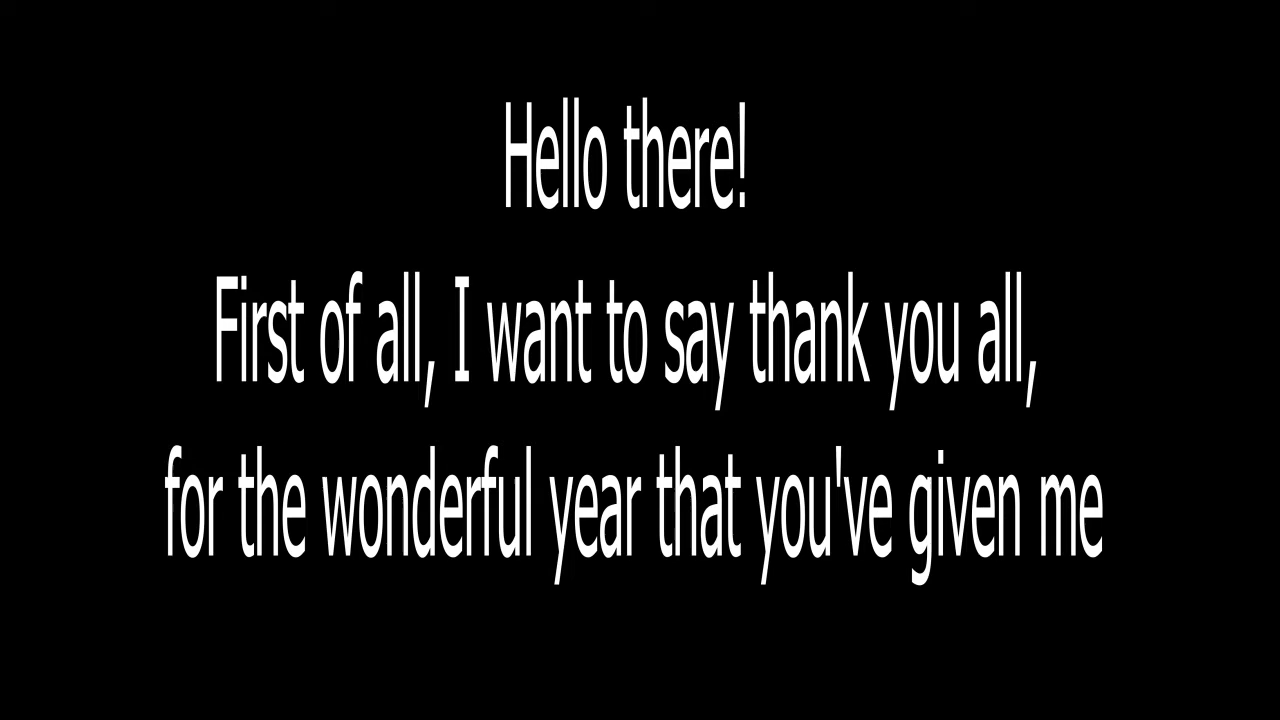 Hello there!
First of all, I want to say thank you all,
for the wonderful year that you've given me